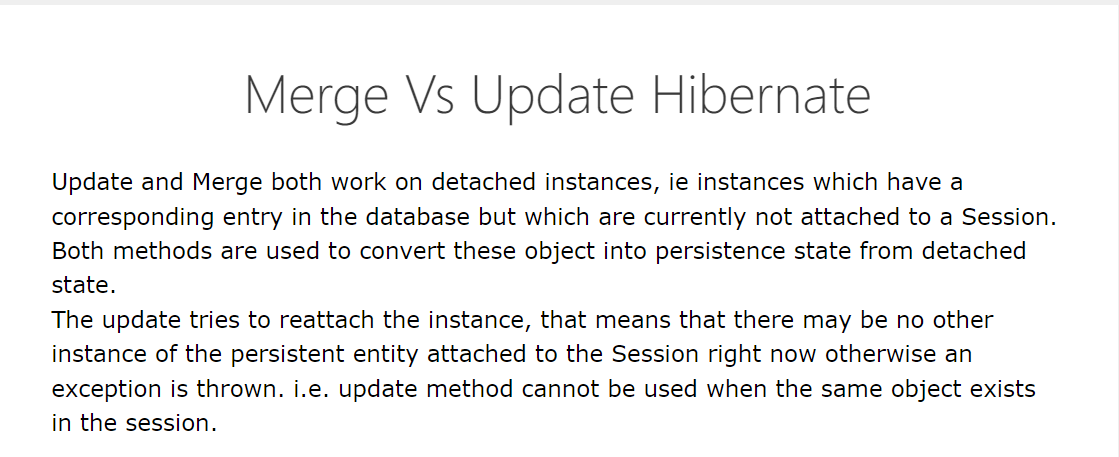 Merge Vs Update Hibernate
Update and Merge both work on detached instances, ie instances which have a
corresponding entry in the database but which are currently not attached to a Session.
Both methods are used to convert these object into persistence state from detached
state.
The update tries to reattach the instance, that means that there may be no other
instance of the persistent entity attached to the Session right now otherwise an
exception is thrown. i.e. update method cannot be used when the same object exists
in the session.